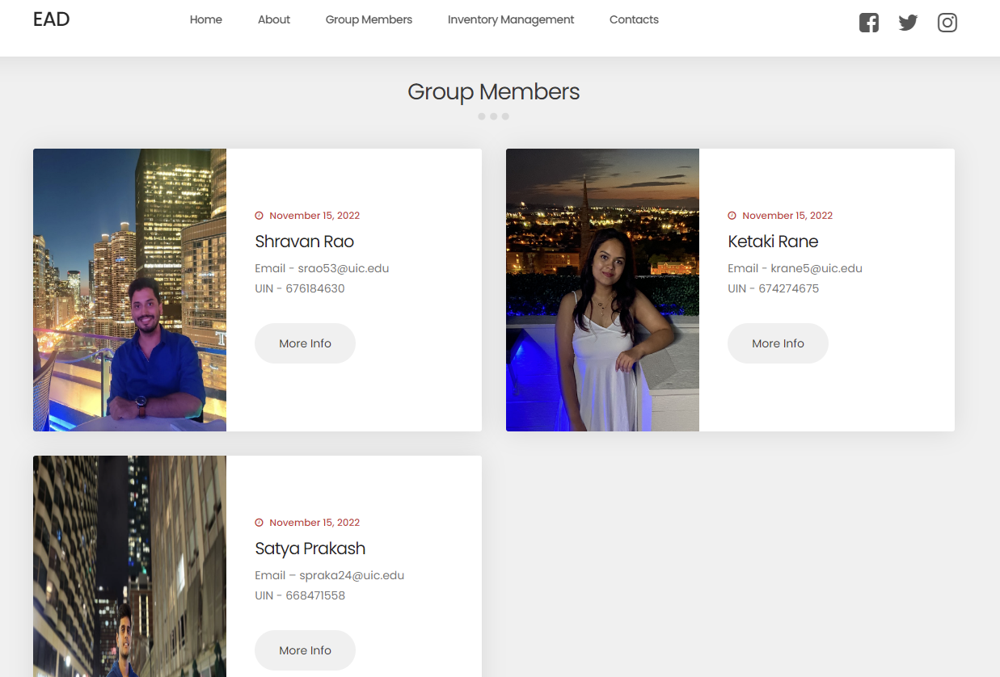 EAD
Home About Group Members Inventory Management Contacts
Group Members
November 15, 2022
Shravan Rao
Email - srao53@uic.edu
UIN - 676184630
More Info
November 15, 2022
Ketaki Rane
Email - krane5@uic.edu
UIN - 674274675
More Info
November 15, 2022
Satya Prakash
Email – spraka24@uic.edu
UIN - 668471558
More Info